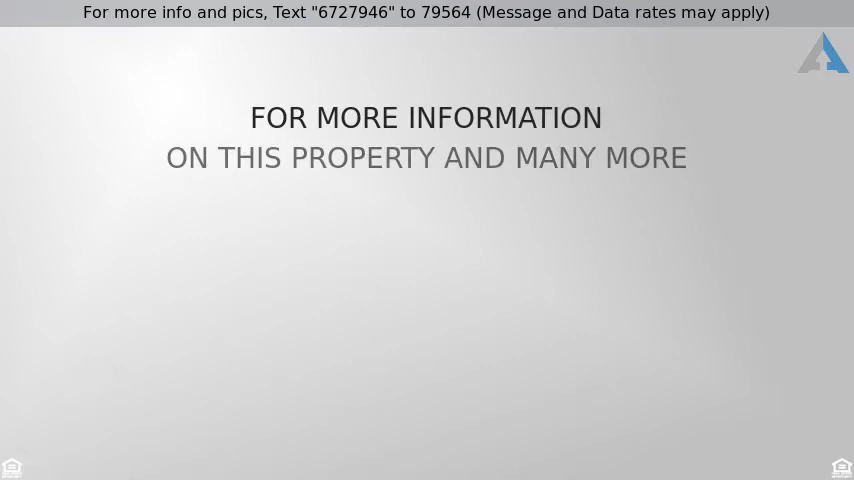 For more info and pics, Text "6727946" to 79564 (Message and Data rates may apply)
FOR MORE INFORMATION
ON THIS PROPERTY AND MANY MORE